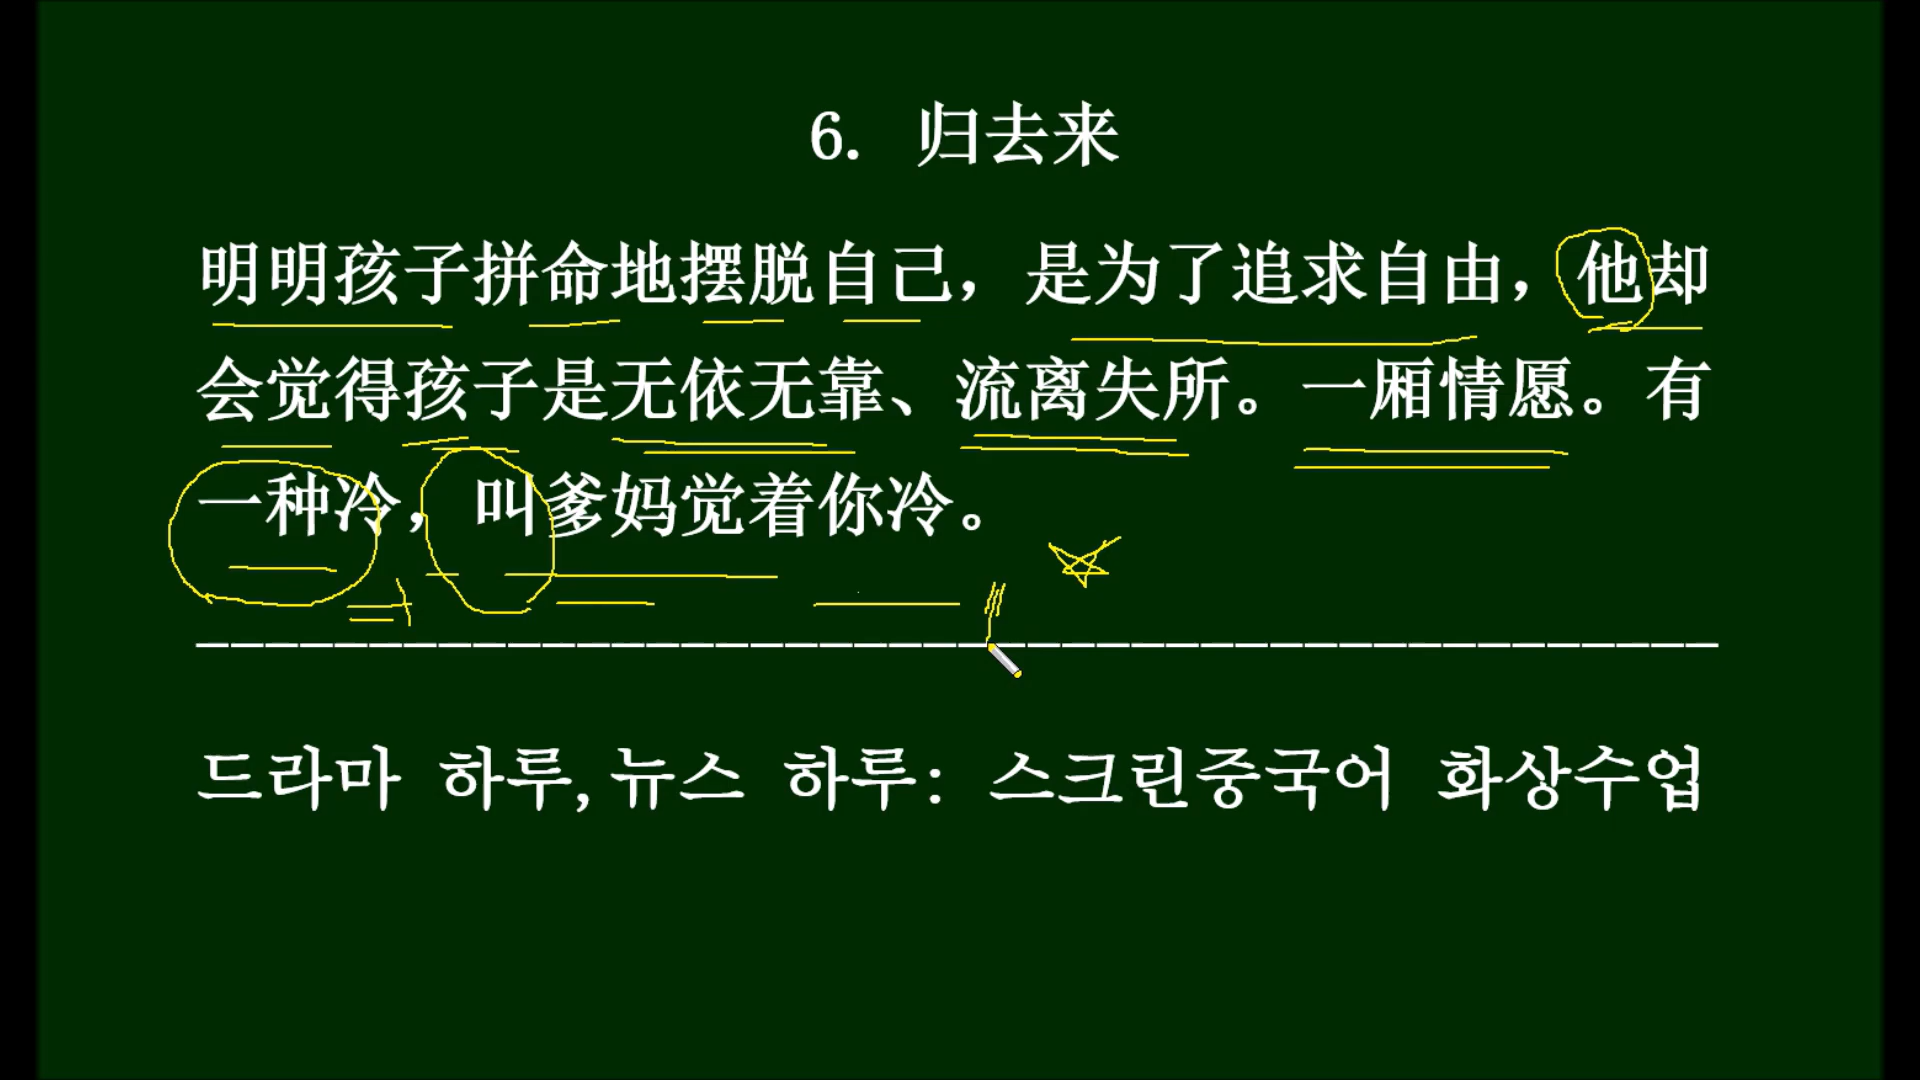 6. 归去来
明明孩子拼命地摆脱自己，是为了追求自由，他却
会觉得孩子是无依无靠、流离失所。一厢情愿。有
一种冷，叫爹妈觉着你冷。
드라마 하루, 뉴스 하루: 스크린중국어 화상수업